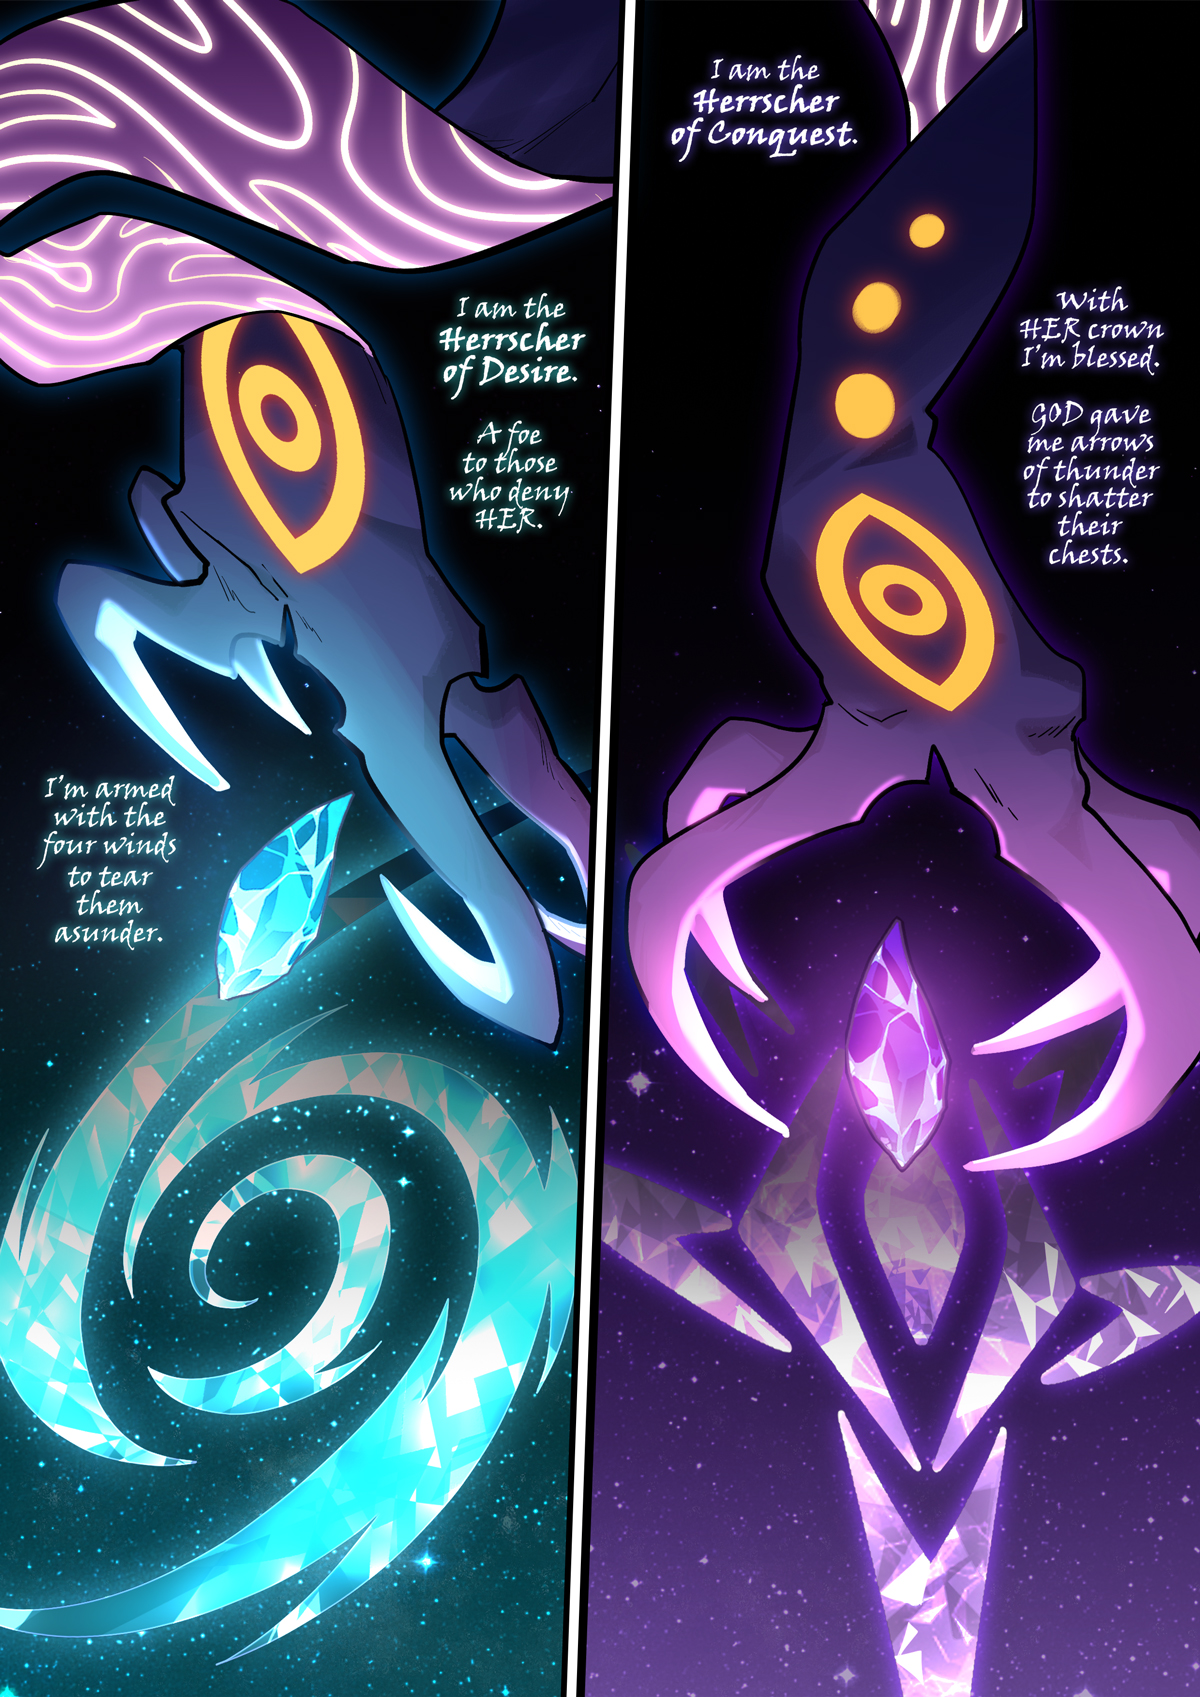 I am the
Herrscher
of Desire.
A foe
to those
who deny
HER.
I'm armed
with the
four winds
to tear
them
asunder.
I am the
Herrscher
of Conquest.
With
HER crown
I'm blessed.
GOD gave
me arrows
of thunder
to shatter
their
chests.